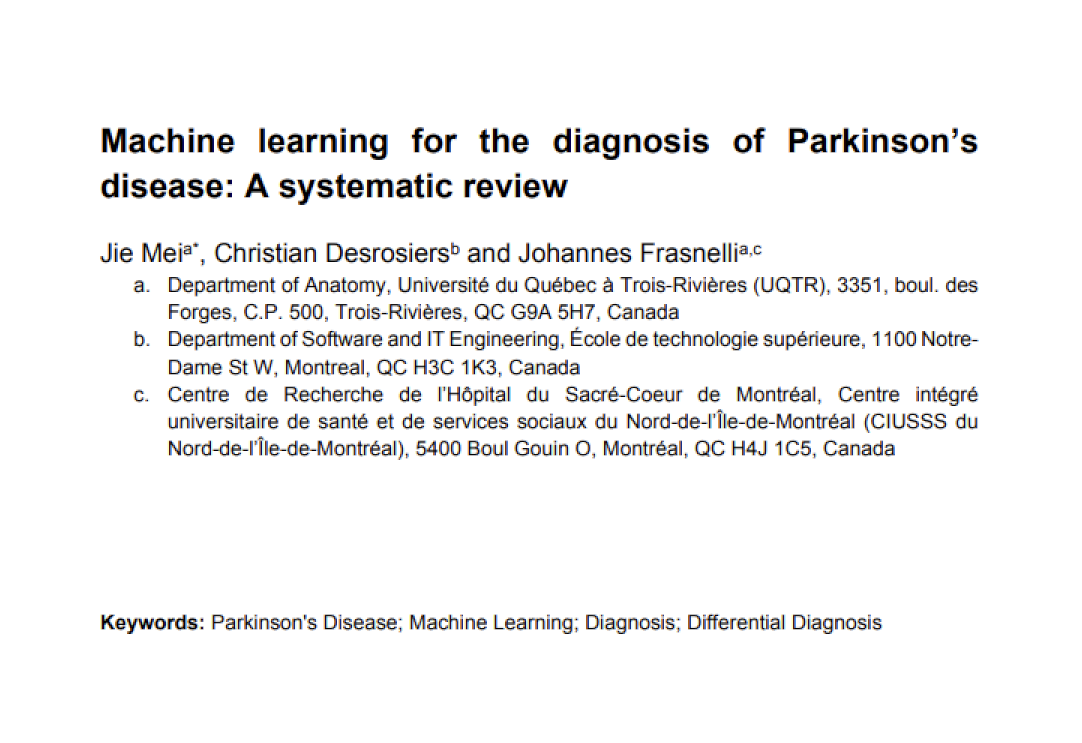 Machine learning for the diagnosis of Parkinson’s
disease: A systematic review
Jie Meia*, Christian Desrosiersb and Johannes Frasnellia,c
a. Department of Anatomy, Université du Québec à Trois-Rivières (UQTR), 3351, boul. des
Forges, C.P. 500, Trois-Rivières, QC G9A 5H7, Canada
b. Department of Software and IT Engineering, École de technologie supérieure, 1100 Notre-
Dame St W, Montreal, QC H3C 1K3, Canada
c. Centre de Recherche de l’Hôpital du Sacré-Coeur de Montréal, Centre intégré
universitaire de santé et de services sociaux du Nord-de-l’Île-de-Montréal (CIUSSS du
Nord-de-l’Île-de-Montréal), 5400 Boul Gouin O, Montréal, QC H4J 1C5, Canada
Keywords: Parkinson's Disease; Machine Learning; Diagnosis; Differential Diagnosis